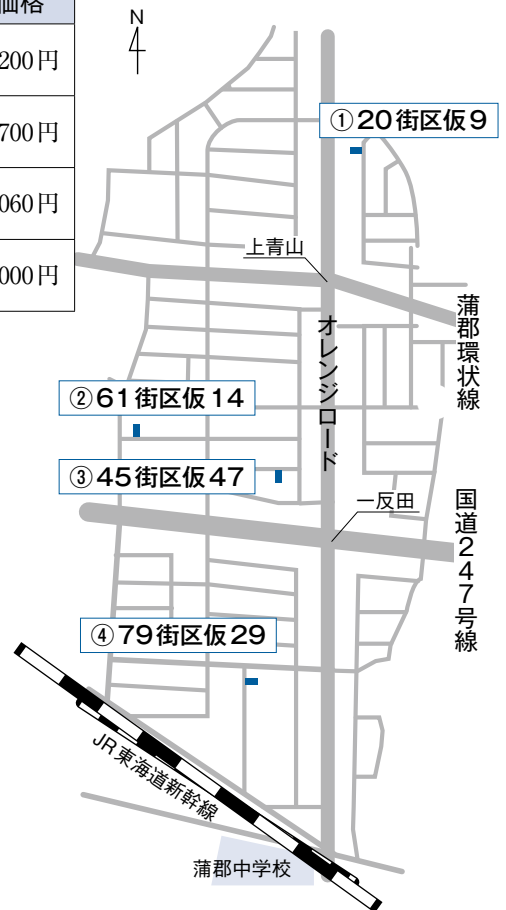 価格
200円
700円
060円
000円
N
①20街区仮9
上青山
オレンジロード
蒲郡環状線
②61街区仮14
③45街区仮47
一反田
国道247号線
④79街区仮29
JR東海道新幹線
蒲郡中学校